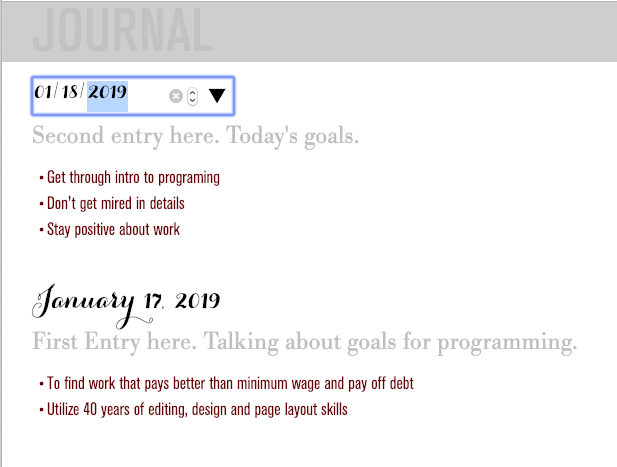 JOURNAL
01/18/2019
Second entry here. Today's goals.
• Get through intro to programing
• Don't get mired in details
• Stay positive about work
January 17, 2019
First Entry here. Talking about goals for programming.
• To find work that pays better than minimum wage and pay off debt
• Utilize 40 years of editing, design and page layout skills